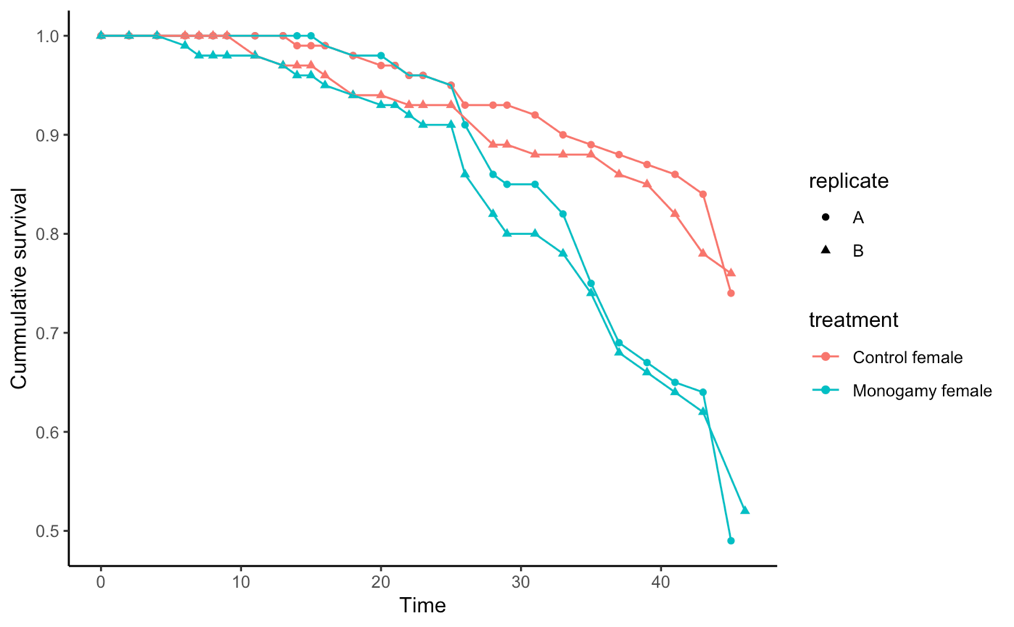 1.0
0.9
0.8
0.7
0.6
0.5
Cummulative survival
0 10 20 30 40
Time
replicate
A
B
treatment
Control female
Monogamy female